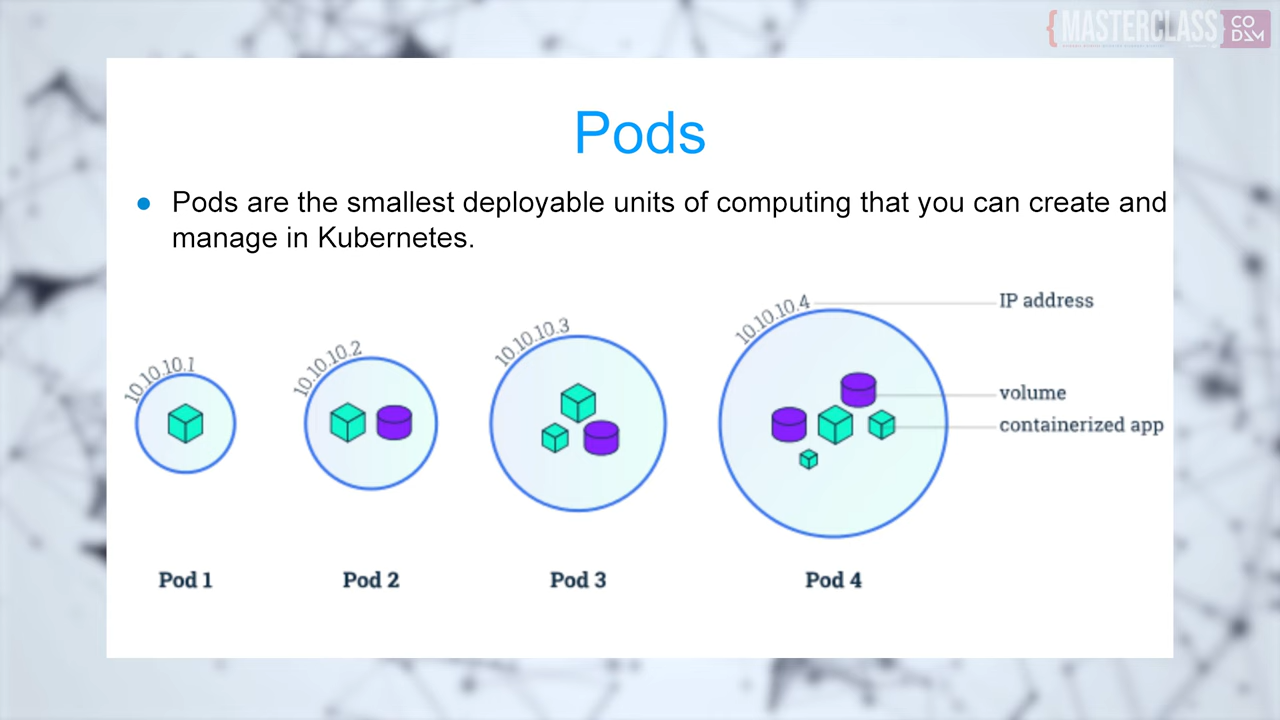 {MASTERCLASS}
CO
DAM
Pods
● Pods are the smallest deployable units of computing that you can create and
manage in Kubernetes.
10.10.10.1
10.10.10.2
10.10.10.3
10.10.10.4
IP address
volume
containerized app
Pod 1
Pod 2
Pod 3
Pod 4